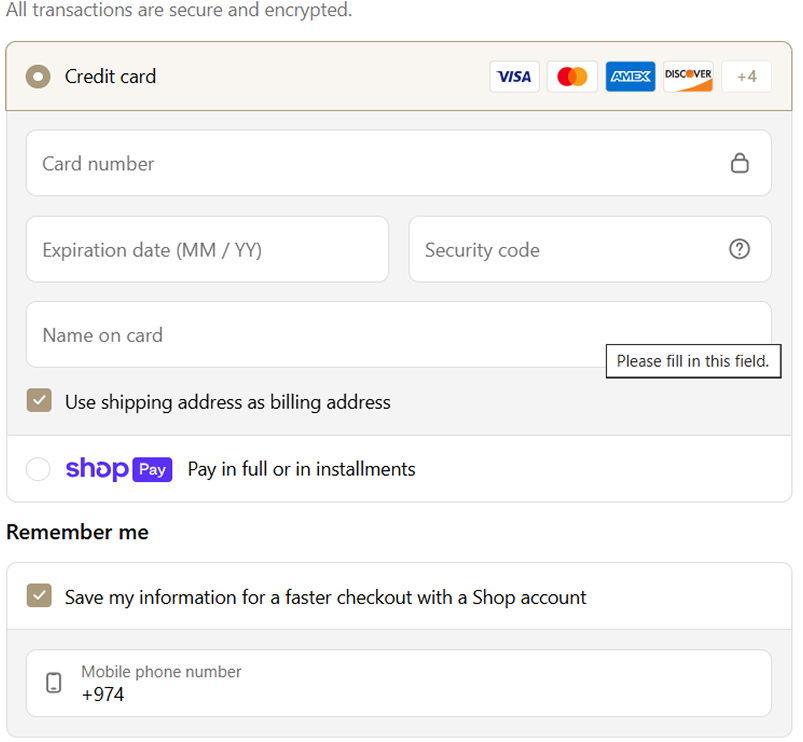 All transactions are secure and encrypted.
Credit card VISA AMEX DISCOVER +4
Card number
Expiration date (MM / YY) Security code
Name on card
Please fill in this field.
Use shipping address as billing address
shop Pay Pay in full or in installments
Remember me
Save my information for a faster checkout with a Shop account
Mobile phone number
+974